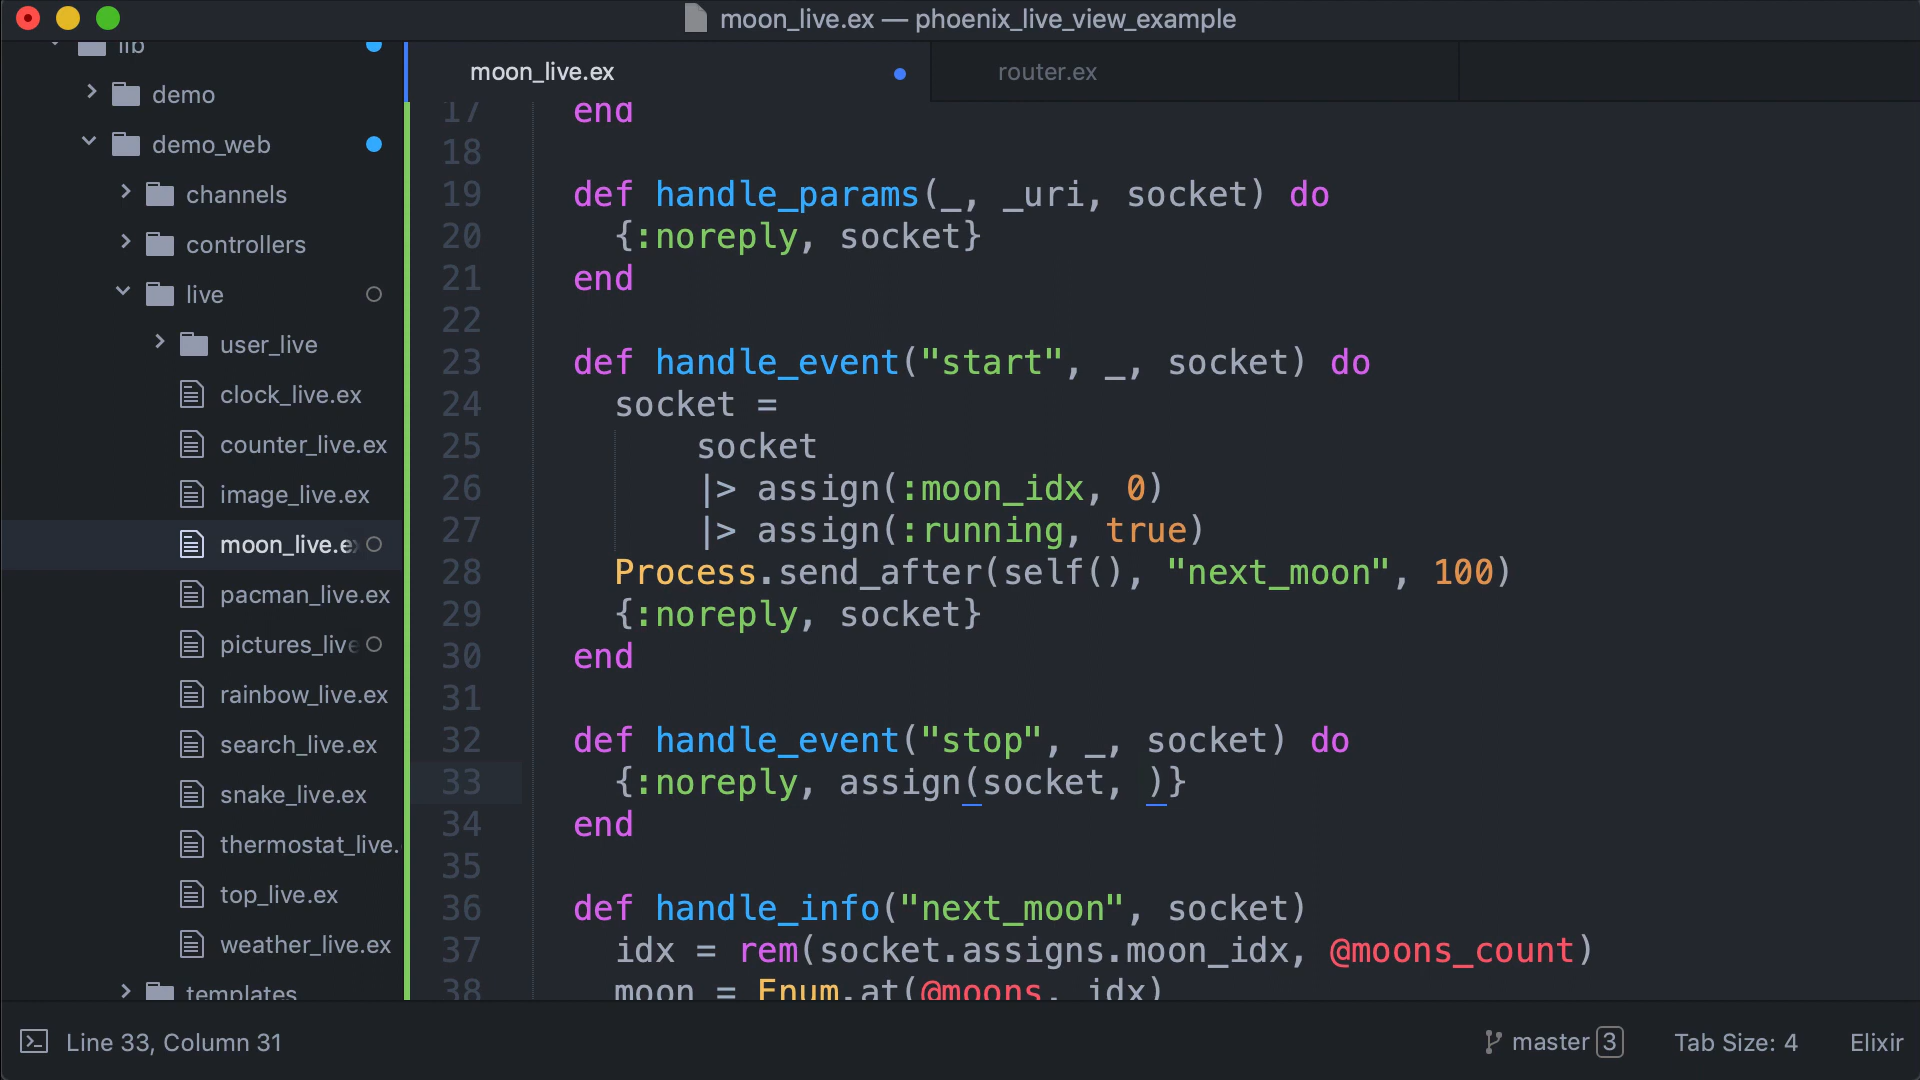 moon_live.ex — phoenix_live_view_example
lib
demo
demo_web
channels
controllers
live
user_live
clock_live.ex
counter_live.ex
image_live.ex
moon_live.ex
pacman_live.ex
pictures_live
rainbow_live.ex
search_live.ex
snake_live.ex
thermostat_live.
top_live.ex
weather_live.ex
templates
moon_live.ex
router.ex
17 end
18
19 def handle_params(_, _uri, socket) do
20 {:noreply, socket}
21 end
22
23 def handle_event("start", _, socket) do
24 socket =
25 socket
26 |> assign(:moon_idx, 0)
27 |> assign(:running, true)
28 Process.send_after(self(), "next_moon", 100)
29 {:noreply, socket}
30 end
31
32 def handle_event("stop", _, socket) do
33 {:noreply, assign(socket, )}
34 end
35
36 def handle_info("next_moon", socket)
37 idx = rem(socket.assigns.moon_idx, @moons_count)
38 moon = Enum.at(@moons, idx)
Line 33, Column 31
master 3
Tab Size: 4
Elixir